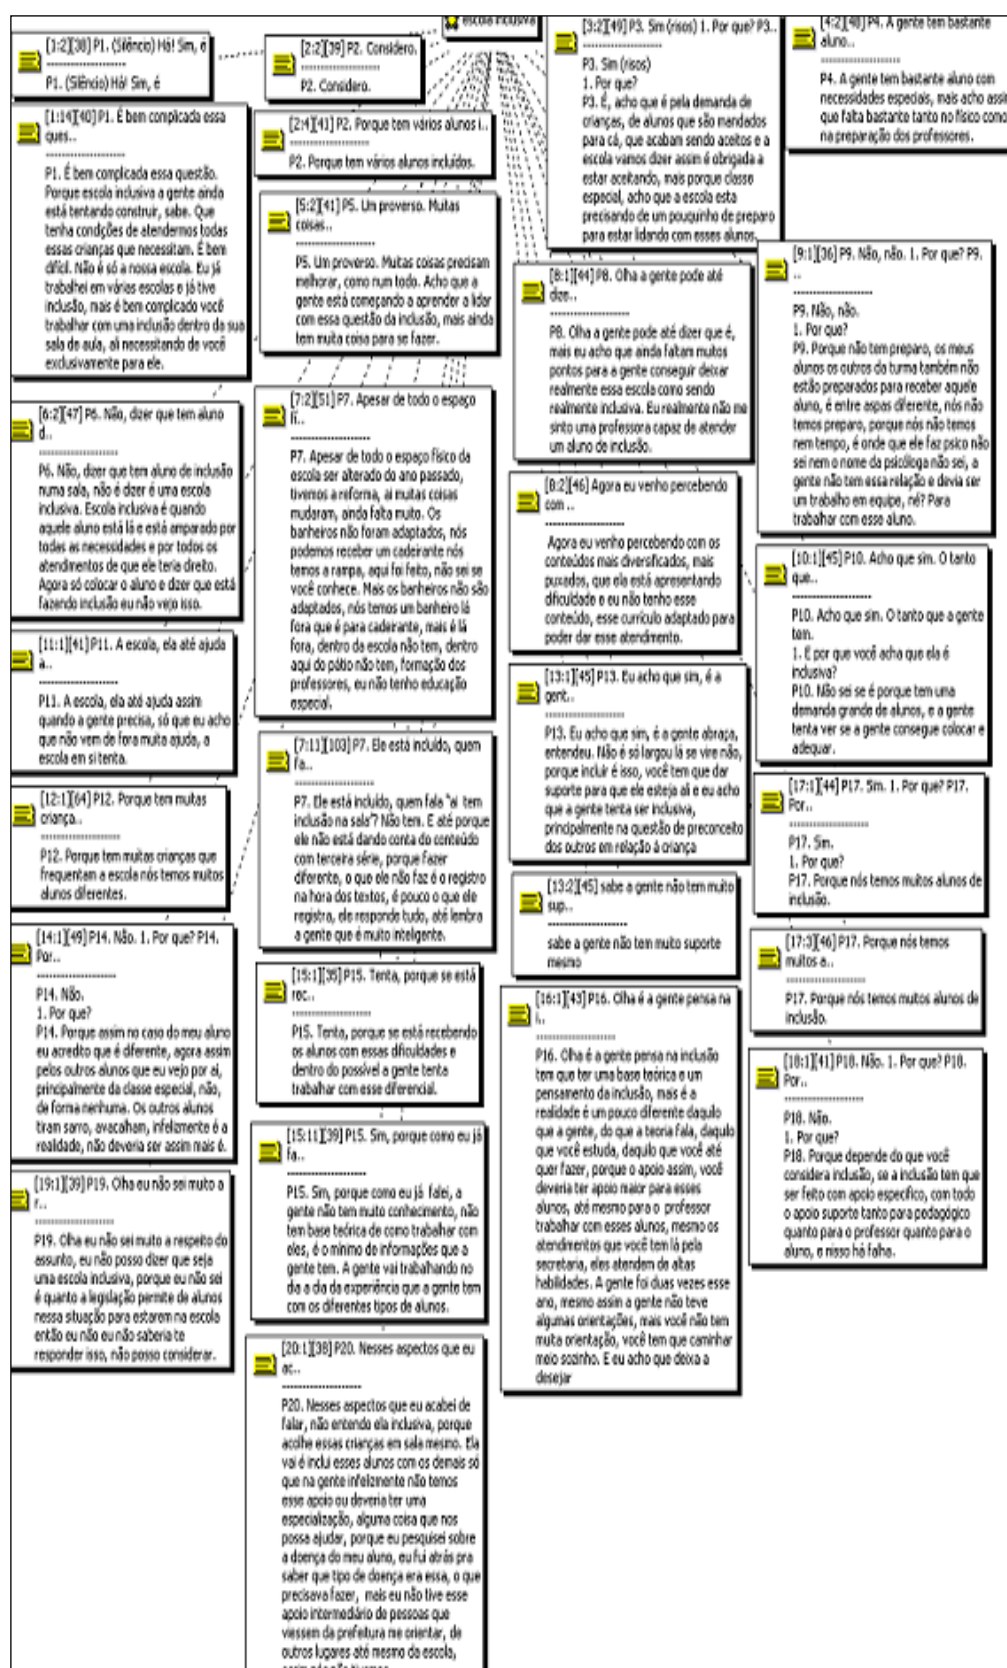 escola inclusiva
[1:2][38] P1. (Silêncio) Há! Sim, é
P1. (Silêncio) Há! Sim, é
[2:2][39] P2. Considero.
P2. Considero.
[3:2][49] P3. Sim (risos) 1. Por que? P3..
P3. Sim (risos)
1. Por que?
P3. É, acho que é pela demanda de
crianças, de alunos que são mandados
para cá, que acabam sendo aceitos e a
escola vamos dizer assim é obrigada a
estar aceitando, mais porque classe
especial, acho que a escola esta
precisando de um pouquinho de preparo
para estar lidando com esses alunos.
[4:2][48] P4. A gente tem bastante
aluno..
P4. A gente tem bastante aluno com
necessidades especiais, mais acho assim
que falta bastante tanto no físico como
na preparação dos professores.
[1:14][40] P1. É bem complicada essa
ques..
P1. É bem complicada essa questão.
Porque escola inclusiva a gente ainda
está tentando construir, sabe. Que
tenha condições de atendermos todas
essas crianças que necessitam. É bem
difícil. Não é só a nossa escola. Eu já
trabalhei em várias escolas e já tive
inclusão, mais é bem complicado você
trabalhar com uma inclusão dentro da sua
sala de aula, ali necessitando de você
exclusivamente para ele.
[2:4][41] P2. Porque tem vários alunos i..
P2. Porque tem vários alunos incluídos.
[5:2][41] P5. Um proverso. Muitas
coisas..
P5. Um proverso. Muitas coisas precisam
melhorar, como num todo. Acho que a
gente está começando a aprender a lidar
com essa questão da inclusão, mais ainda
tem muita coisa para se fazer.
[8:1][44] P8. Olha a gente pode até
dize..
P8. Olha a gente pode até dizer que é,
mais eu acho que ainda faltam muitos
pontos para a gente conseguir deixar
realmente essa escola como sendo
realmente inclusiva. Eu realmente não me
sinto uma professora capaz de atender
um aluno de inclusão.
[9:1][36] P9. Não, não. 1. Por que? P9.
..
P9. Não, não.
1. Por que?
P9. Porque não tem preparo, os meus
alunos os outros da turma também não
estão preparados para receber aquele
aluno, é entre aspas diferente, nós não
temos preparo, porque nós não temos
nem tempo, é onde que ele faz psico não
sei nem o nome da psicóloga não sei, a
gente não tem essa relação e devia ser
um trabalho em equipe, né? Para
trabalhar com esse aluno.
[6:2][47] P6. Não, dizer que tem aluno
d..
P6. Não, dizer que tem aluno de inclusão
numa sala, não é dizer é uma escola
inclusiva. Escola inclusiva é quando
aquele aluno está lá e está amparado por
todas as necessidades e por todos os
atendimentos de que ele teria direito.
Agora só colocar o aluno e dizer que está
fazendo inclusão eu não vejo isso.
[7:2][51] P7. Apesar de todo o espaço
fí..
P7. Apesar de todo o espaço físico da
escola ser alterado do ano passado,
tivemos a reforma, aí muitas coisas
mudaram, ainda falta muito. Os
banheiros não foram adaptados, nós
podemos receber um cadeirante nós
temos a rampa, aqui foi feito, não sei se
você conhece. Mais os banheiros não são
adaptados, nós temos um banheiro lá
fora que é para cadeirante, mais é lá
fora, dentro da escola não tem, dentro
aqui do pátio não tem, formação dos
professores, eu não tenho educação
especial.
[8:2][46] Agora eu venho percebendo
com ..
Agora eu venho percebendo com os
conteúdos mais diversificados, mais
puxados, que ela está apresentando
dificuldade e eu não tenho esse
conteúdo, esse currículo adaptado para
poder dar esse atendimento.
[10:1][45] P10. Acho que sim. O tanto
que..
P10. Acho que sim. O tanto que a gente
tem.
1. E por que você acha que ela é
inclusiva?
P10. Não sei se é porque tem uma
demanda grande de alunos, e a gente
tenta ver se a gente consegue colocar e
adequar.
[11:1][41] P11. A escola, ela até ajuda
a..
P11. A escola, ela até ajuda assim
quando a gente precisa, só que eu acho
que não vem de fora muita ajuda, a
escola em si tenta.
[13:1][45] P13. Eu acho que sim, é a
gent..
P13. Eu acho que sim, é a gente abraça,
entendeu. Não é só largou lá se vire não,
porque incluir é isso, você tem que dar
suporte para que ele esteja ali e eu acho
que a gente tenta ser inclusiva,
principalmente na questão de preconceito
dos outros em relação á criança
[7:11][103] P7. Ele está incluído, quem
fa..
P7. Ele está incluído, quem fala "ai tem
inclusão na sala"? Não tem. E até porque
ele não está dando conta do conteúdo
com terceira série, porque fazer
diferente, o que ele não faz é o registro
na hora dos textos, é pouco o que ele
registra, ele responde tudo, até lembra
a gente que é muito inteligente.
[12:1][64] P12. Porque tem muitas
criança..
P12. Porque tem muitas crianças que
frequentam a escola nós temos muitos
alunos diferentes.
[17:1][44] P17. Sim. 1. Por que? P17.
Por..
P17. Sim.
1. Por que?
P17. Porque nós temos muitos alunos de
inclusão.
[13:2][45] sabe a gente não tem muito
sup..
sabe a gente não tem muito suporte
mesmo
[14:1][49] P14. Não. 1. Por que? P14.
Por..
P14. Não.
1. Por que?
P14. Porque assim no caso do meu aluno
eu acredito que é diferente, agora assim
pelos outros alunos que eu vejo por aí,
principalmente da classe especial, não,
de forma nenhuma. Os outros alunos
tiram sarro, avacalham, infelizmente é a
realidade, não deveria ser assim mais é.
[17:3][46] P17. Porque nós temos
muitos a..
P17. Porque nós temos muitos alunos de
inclusão.
[15:1][35] P15. Tenta, porque se está
rec..
P15. Tenta, porque se está recebendo
os alunos com essas dificuldades e
dentro do possível a gente tenta
trabalhar com esse diferencial.
[16:1][43] P16. Olha é a gente pensa na
i..
P16. Olha é a gente pensa na inclusão
tem que ter uma base teórica e um
pensamento da inclusão, mais é a
realidade é um pouco diferente daquilo
que a gente, do que a teoria fala, daquilo
que você estuda, daquilo que você até
quer fazer, porque o apoio assim, você
deveria ter apoio maior para esses
alunos, até mesmo para o professor
trabalhar com esses alunos, mesmo os
atendimentos que você tem lá pela
secretaria, eles atendem de altas
habilidades. A gente foi duas vezes esse
ano, mesmo assim a gente não teve
algumas orientações, mais você não tem
muita orientação, você tem que caminhar
meio sozinho. E eu acho que deixa a
desejar
[18:1][41] P18. Não. 1. Por que? P18.
Por..
P18. Não.
1. Por que?
P18. Porque depende do que você
considera inclusão, se a inclusão tem que
ser feito com apoio especifico, com todo
o apoio suporte tanto para pedagógico
quanto para o professor quanto para o
aluno, e nisso há falha.
[15:11][39] P15. Sim, porque como eu já
fa..
P15. Sim, porque como eu já falei, a
gente não tem muito conhecimento, não
tem base teórica de como trabalhar com
eles, é o mínimo de informações que a
gente tem. A gente vai trabalhando no
dia a dia da experiência que a gente tem
com os diferentes tipos de alunos.
[19:1][39] P19. Olha eu não sei muito a
r..
P19. Olha eu não sei muito a respeito do
assunto, eu não posso dizer que seja
uma escola inclusiva, porque eu não sei
é quanto a legislação permite de alunos
nessa situação para estarem na escola
então eu não eu não saberia te
responder isso, não posso considerar.
[20:1][38] P20. Nesses aspectos que eu
ac..
P20. Nesses aspectos que eu acabei de
falar, não entendo ela inclusiva, porque
acolhe essas crianças em sala mesmo. Ela
vai é inclui esses alunos com os demais só
que na gente infelizmente não temos
esse apoio ou deveria ter uma
especialização, alguma coisa que nos
possa ajudar, porque eu pesquisei sobre
a doença do meu aluno, eu fui atrás pra
saber que tipo de doença era essa, o que
precisava fazer, mais eu não tive esse
apoio intermediário de pessoas que
viessem da prefeitura me orientar, de
outros lugares até mesmo da escola,